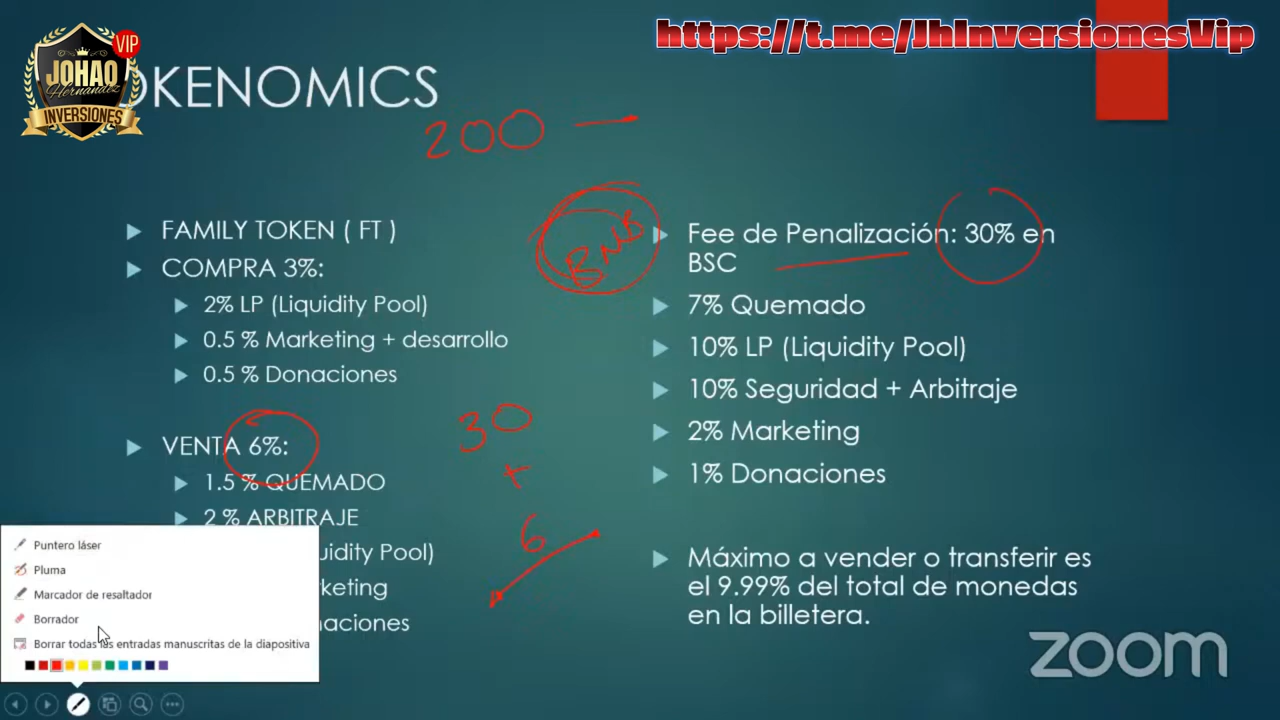 VIP
JOHAO
Hernandez
INVERSIONES
https://t.me/JhInversionesVip
OKENOMICS
200
FAMILY TOKEN ( FT )
COMPRA 3%:
2% LP (Liquidity Pool)
0.5 % Marketing + desarrollo
0.5 % Donaciones
VENTA 6%:
1.5 % QUEMADO
2 % ARBITRAJE
uidity Pool)
rketing
naciones
BNB
30
+
6
Fee de Penalización: 30% en
BSC
7% Quemado
10% LP (Liquidity Pool)
10% Seguridad + Arbitraje
2% Marketing
1% Donaciones
Máximo a vender o transferir es
el 9.99% del total de monedas
en la billetera.
Puntero láser
Pluma
Marcador de resaltador
Borrador
Borrar todas las entradas manuscritas de la diapositiva
zoom